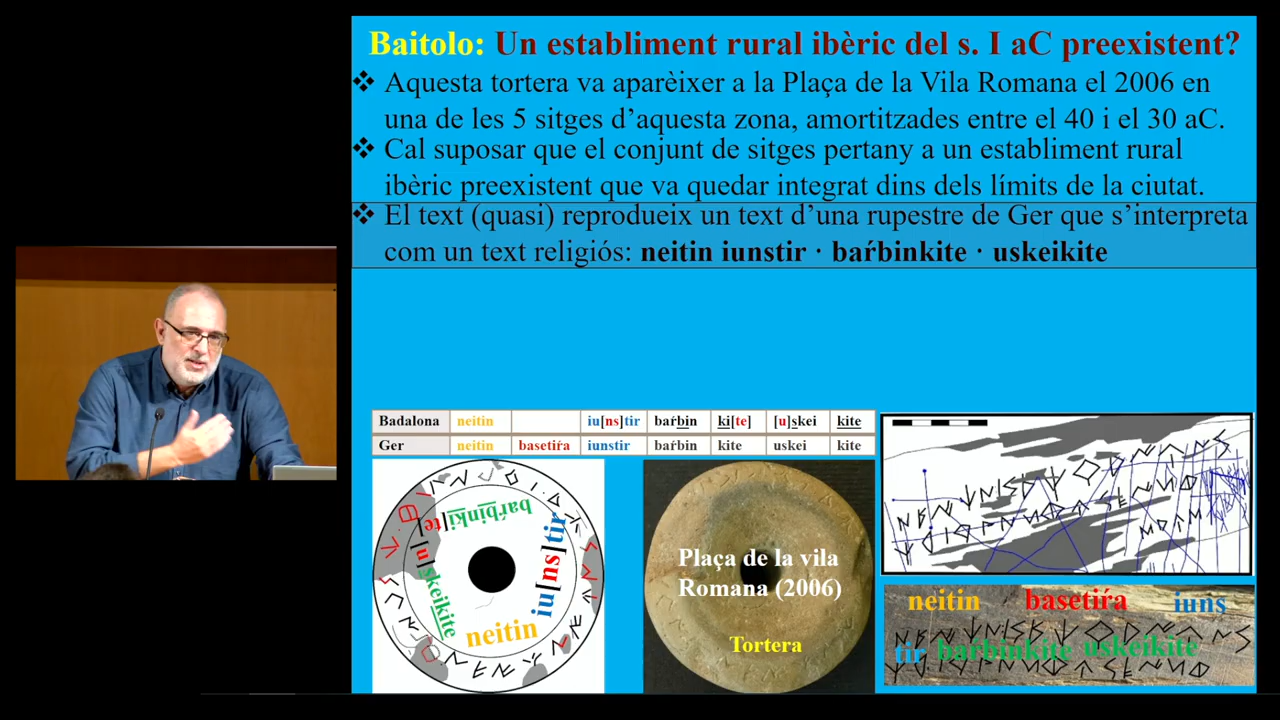 Baitolo: Un establiment rural ibèric del s. I aC preexistent?
❖ Aquesta tortera va aparèixer a la Plaça de la Vila Romana el 2006 en
una de les 5 sitges d’aquesta zona, amortitzades entre el 40 i el 30 aC.
❖ Cal suposar que el conjunt de sitges pertany a un establiment rural
ibèric preexistent que va quedar integrat dins dels límits de la ciutat.
❖ El text (quasi) reprodueix un text d’una rupestre de Ger que s’interpreta
com un text religiós: neitin iunstir · baŕbinkite · uskeikite
Badalona neitin iu[ns]tir baŕbin ki[te] [u]skei kite
Ger neitin basetiŕa iunstir baŕbin kite uskei kite
baŕbinki[te]
iu[ns]tir
[u]skeikite
neitin
Plaça de la vila
Romana (2006)
Tortera
neitin basetiŕa iuns
tir baŕbinkite uskeikite